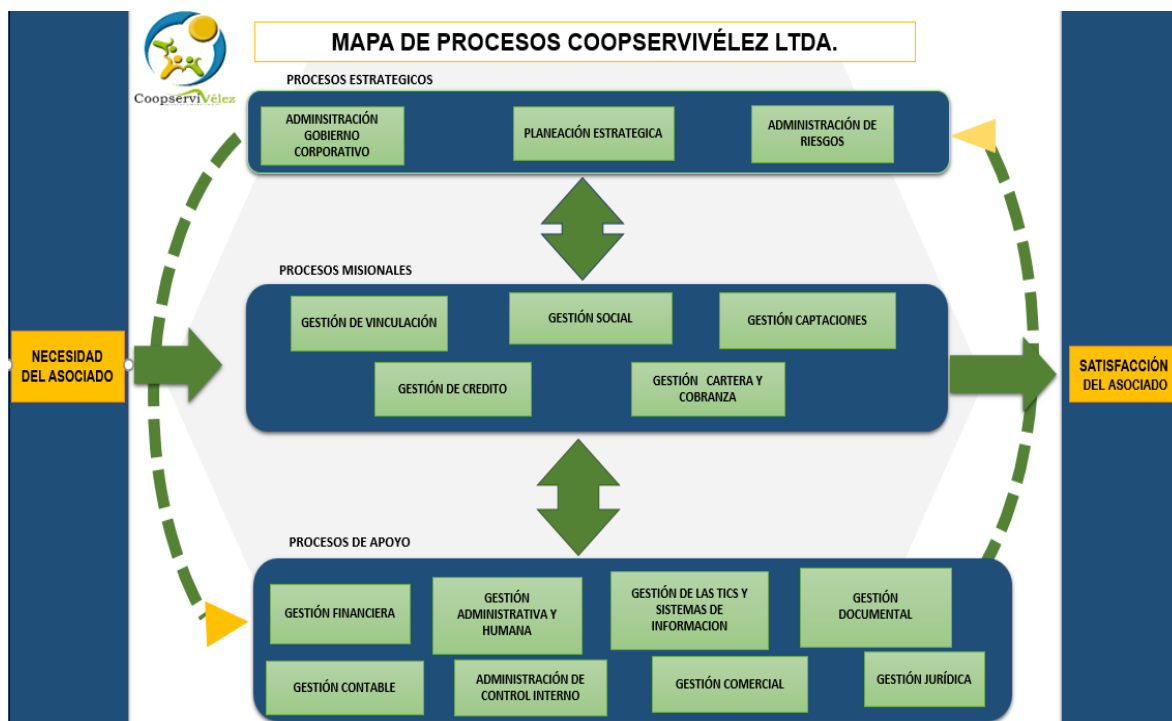 MAPA DE PROCESOS COOPSERVIVÉLEZ LTDA.
CoopserviVélez
PROCESOS ESTRATEGICOS
ADMINSITRACIÓN
GOBIERNO
CORPORATIVO
PLANEACIÓN ESTRATEGICA
ADMINISTRACIÓN DE
RIESGOS
PROCESOS MISIONALES
GESTIÓN DE VINCULACIÓN
GESTIÓN SOCIAL
GESTIÓN CAPTACIONES
GESTIÓN DE CREDITO
GESTIÓN CARTERA Y
COBRANZA
NECESIDAD
DEL ASOCIADO
SATISFACCIÓN
DEL ASOCIADO
PROCESOS DE APOYO
GESTIÓN FINANCIERA
GESTIÓN
ADMINISTRATIVA Y
HUMANA
GESTIÓN DE LAS TICS Y
SISTEMAS DE
INFORMACION
GESTIÓN
DOCUMENTAL
GESTIÓN CONTABLE
ADMINISTRACIÓN DE
CONTROL INTERNO
GESTIÓN COMERCIAL
GESTIÓN JURÍDICA